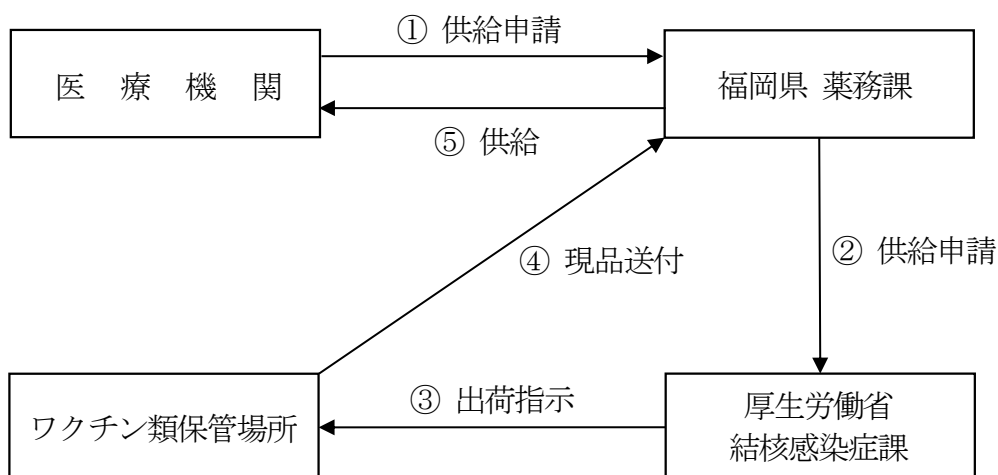 ① 供給申請
医 療 機 関
福岡県 薬務課
⑤ 供給
② 供給申請
④ 現品送付
③ 出荷指示
ワクチン類保管場所
厚生労働省
結核感染症課